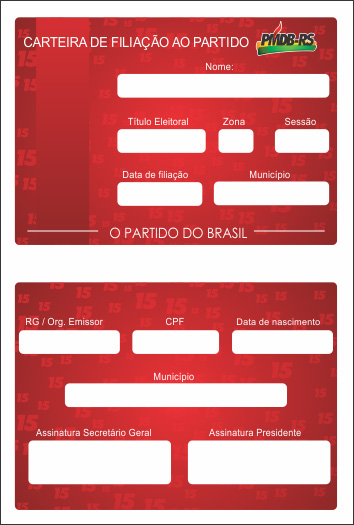 CARTEIRA DE FILIAÇÃO AO PARTIDO PMDB-RS
Nome:
Título Eleitoral Zona Sessão
Data de filiação Município
O PARTIDO DO BRASIL
RG / Org. Emissor CPF Data de nascimento
Município
Assinatura Secretário Geral Assinatura Presidente